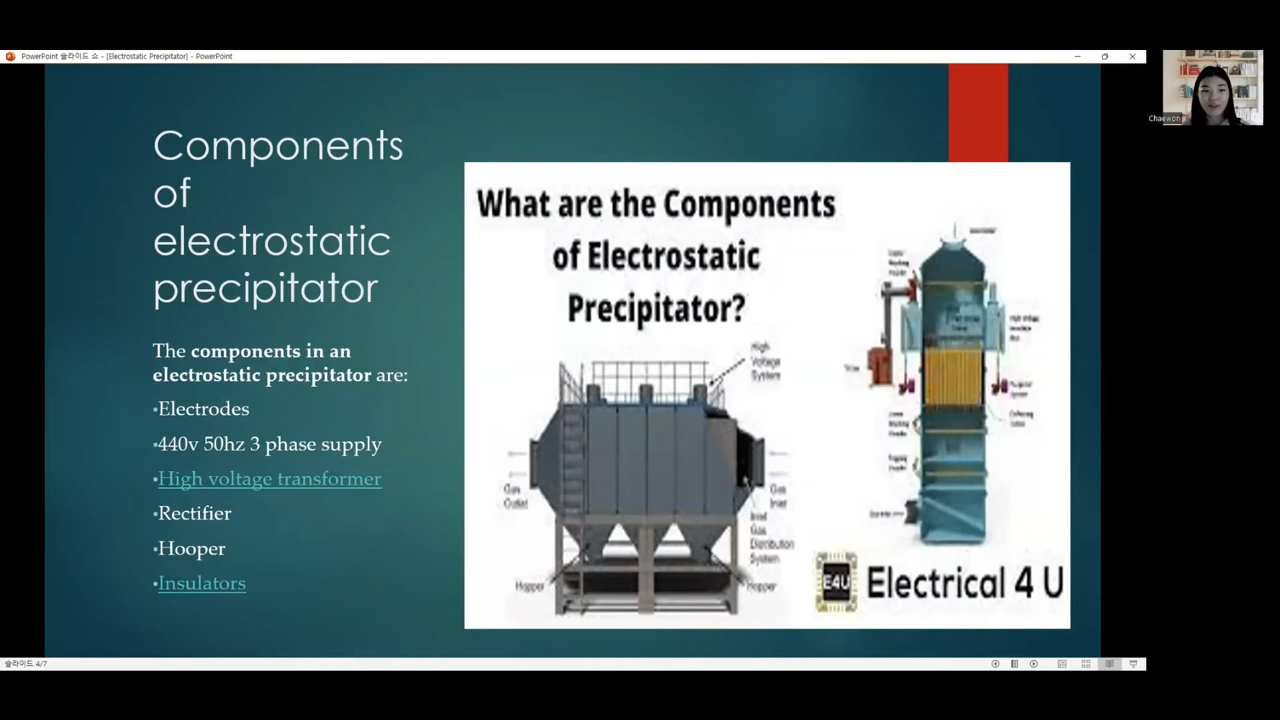 PowerPoint 슬라이드 쇼 - [Electrostatic Precipitator] - PowerPoint
Components
of
electrostatic
precipitator
The components in an
electrostatic precipitator are:
•Electrodes
•440v 50hz 3 phase supply
•High voltage transformer
•Rectifier
•Hooper
•Insulators
What are the Components
of Electrostatic
Precipitator?
High
Voltage
System
Gas
Outlet
Gas
Inlet
Inlet
Gas
Distribution
System
Hopper
Hopper
E4U
Electrical 4 U
슬라이드 4/7